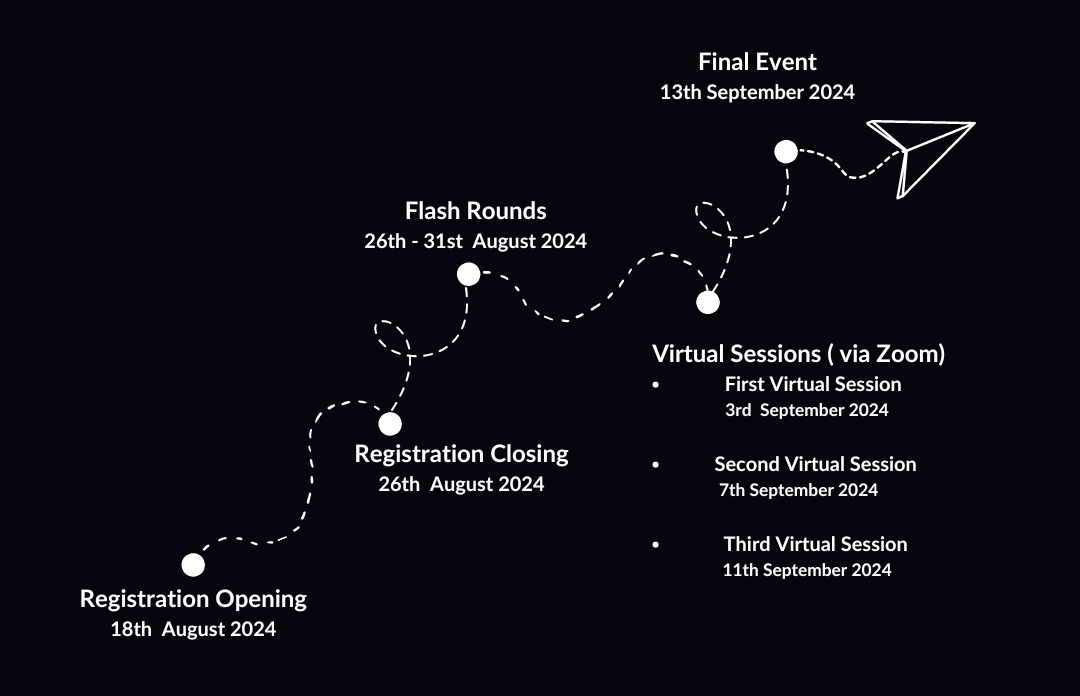 Final Event
13th September 2024
Flash Rounds
26th - 31st August 2024
Virtual Sessions ( via Zoom)
• First Virtual Session
3rd September 2024
• Second Virtual Session
7th September 2024
• Third Virtual Session
11th September 2024
Registration Closing
26th August 2024
Registration Opening
18th August 2024